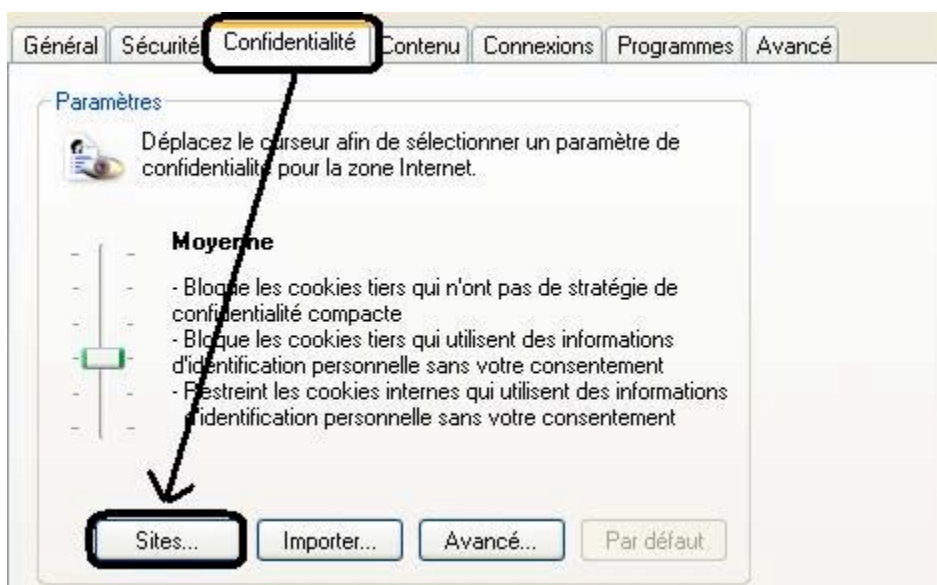 Général Sécurité Confidentialité Contenu Connexions Programmes Avancé
Paramètres
Déplacez le curseur afin de sélectionner un paramètre de
confidentialité pour la zone Internet.
Moyenne
- Bloque les cookies tiers qui n'ont pas de stratégie de
confidentialité compacte
- Bloque les cookies tiers qui utilisent des informations
d'identification personnelle sans votre consentement
- Restreint les cookies internes qui utilisent des informations
d'identification personnelle sans votre consentement
Sites... Importer... Avancé... Par défaut